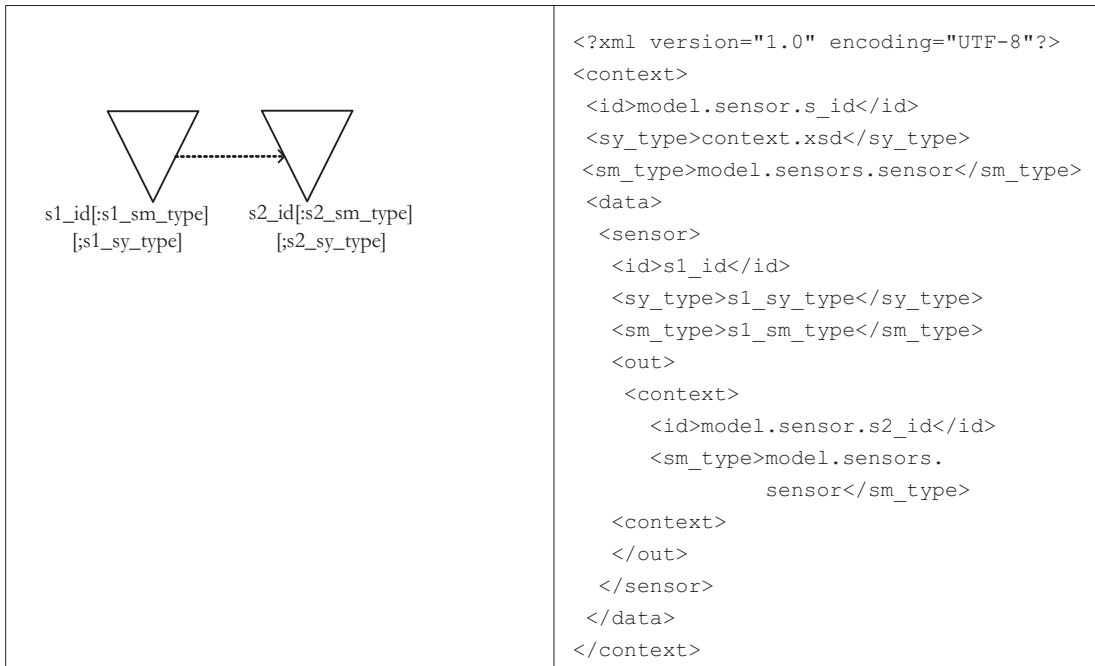 s1_id[:s1_sm_type]
[;s1_sy_type]
s2_id[:s2_sm_type]
[;s2_sy_type]
<?xml version="1.0" encoding="UTF-8"?>
<context>
<id>model.sensor.s_id</id>
<sy_type>context.xsd</sy_type>
<sm_type>model.sensors.sensor</sm_type>
<data>
<sensor>
<id>s1_id</id>
<sy_type>s1_sy_type</sy_type>
<sm_type>s1_sm_type</sm_type>
<out>
<context>
<id>model.sensor.s2_id</id>
<sm_type>model.sensors.
sensor</sm_type>
<context>
</out>
</sensor>
</data>
</context>